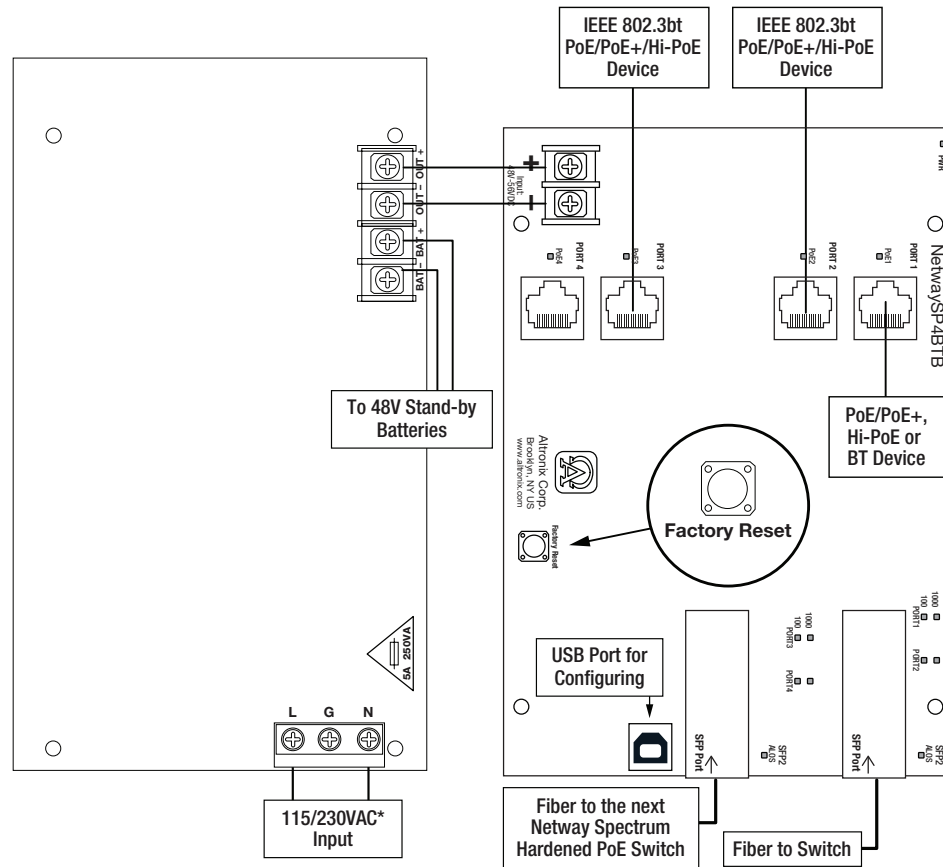 IEEE 802.3bt
PoE/PoE+/Hi-PoE
Device
IEEE 802.3bt
PoE/PoE+/Hi-PoE
Device
OUT +
OUT –
BAT +
BAT –
+
–
Input:
48V-56VDC
PWR
PORT 4
PoE4
PORT 3
PoE3
PORT 2
PoE2
PORT 1
PoE1
NetwaySP4BTB
To 48V Stand-by
Batteries
PoE/PoE+,
Hi-PoE or
BT Device
Altronix Corp.
Brooklyn, NY US
www.altronix.com
Factory Reset
Factory Reset
5A 250VA
USB Port for
Configuring
1000
100
PORT3
PORT4
1000
100
PORT1
PORT2
L G N
SFP Port
SFP2
ALOS
SFP Port
SFP2
ALOS
115/230VAC*
Input
Fiber to the next
Netway Spectrum
Hardened PoE Switch
Fiber to Switch